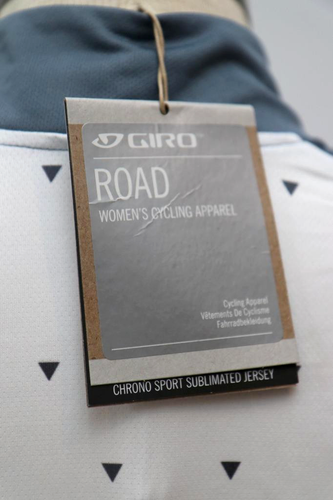 GIRO
ROAD
WOMEN'S CYCLING APPAREL
Cycling Apparel
Vêtements De Cyclisme
Fahrradbekleidung
CHRONO SPORT SUBLIMATED JERSEY